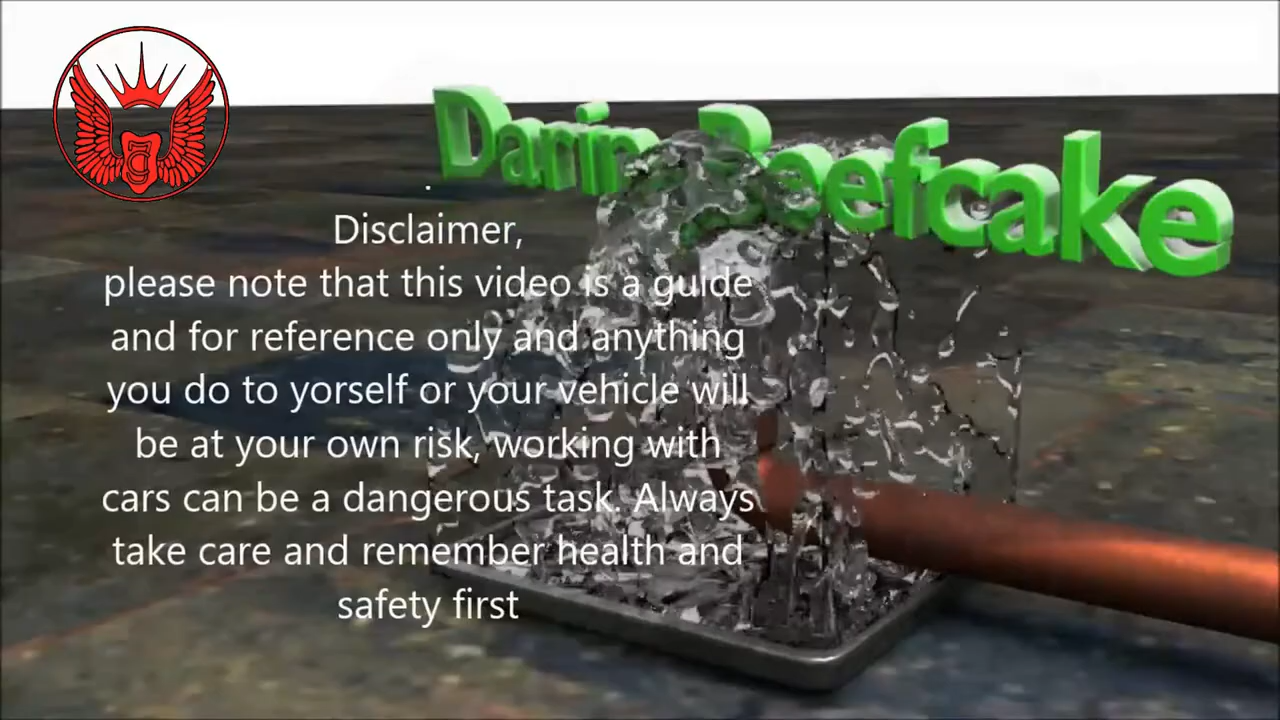 Darin Beefcake
Disclaimer,
please note that this video is a guide
and for reference only and anything
you do to yorself or your vehicle will
be at your own risk, working with
cars can be a dangerous task. Always
take care and remember health and
safety first